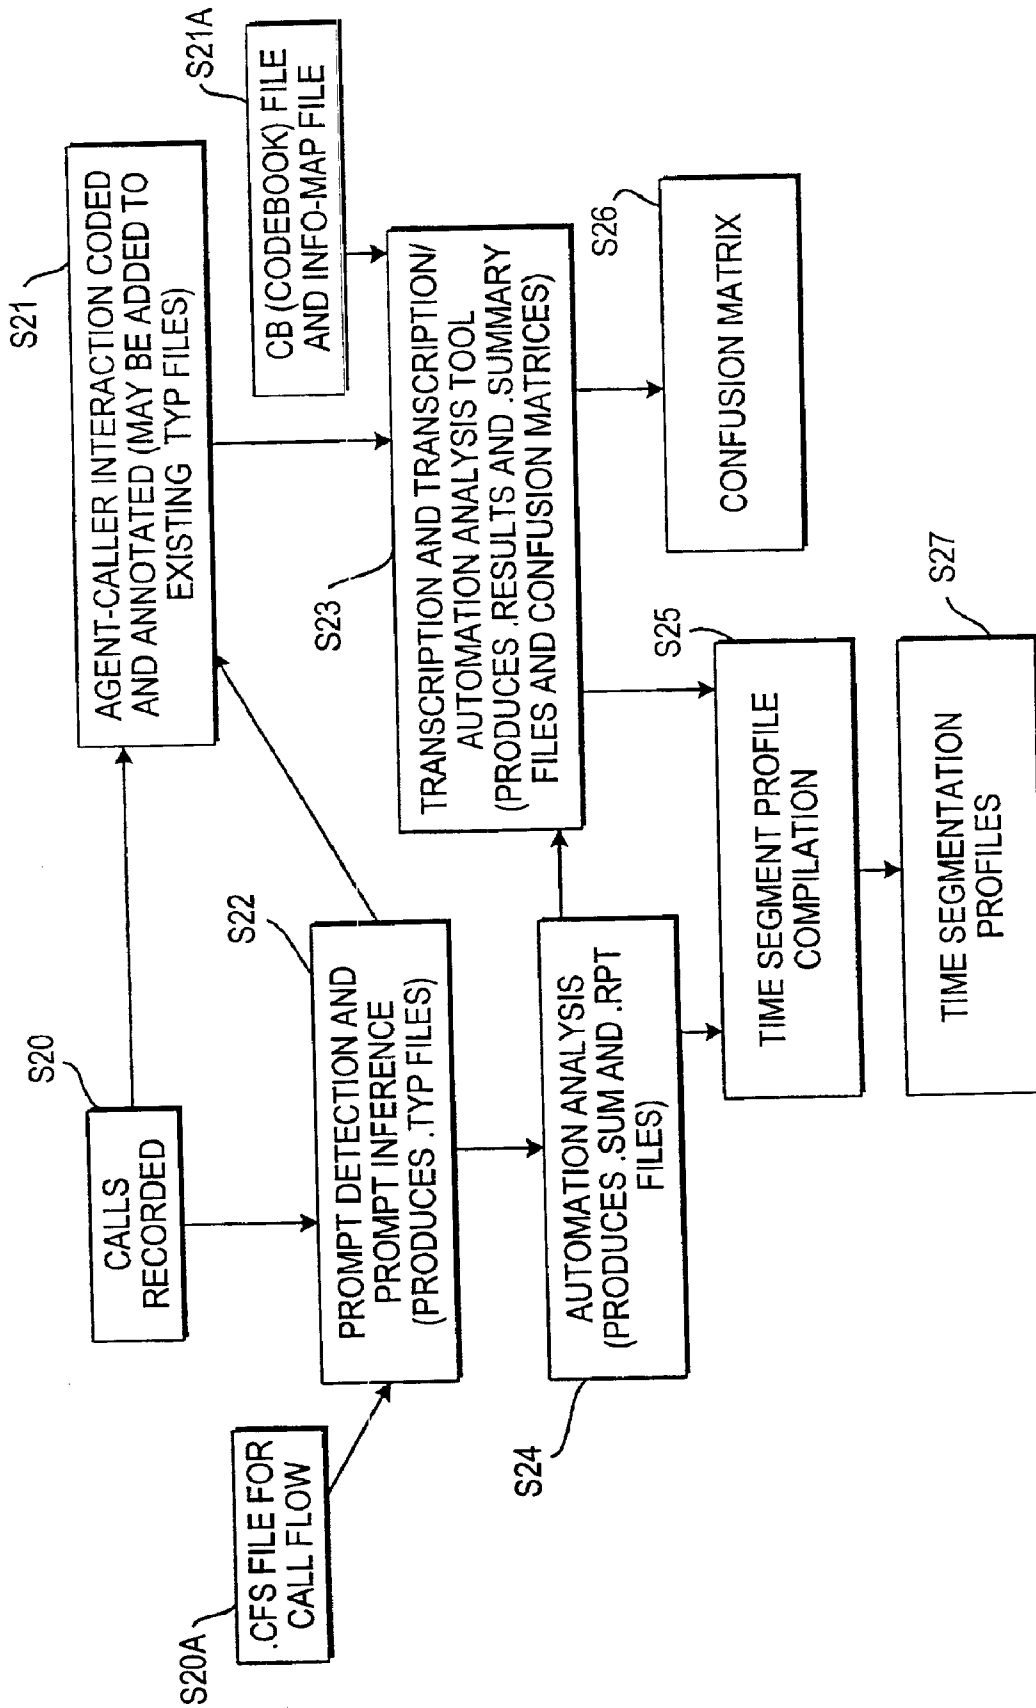 S20
CALLS
RECORDED
S21
AGENT-CALLER INTERACTION CODED
AND ANNOTATED (MAY BE ADDED TO
EXISTING .TYP FILES)
S21A
CB (CODEBOOK) FILE
AND INFO-MAP FILE
S20A
.CFS FILE FOR
CALL FLOW
S22
PROMPT DETECTION AND
PROMPT INFERENCE
(PRODUCES .TYP FILES)
S23
TRANSCRIPTION AND TRANSCRIPTION/
AUTOMATION ANALYSIS TOOL
(PRODUCES .RESULTS AND .SUMMARY
FILES AND CONFUSION MATRICES)
S24
AUTOMATION ANALYSIS
(PRODUCES .SUM AND .RPT
FILES)
S26
CONFUSION MATRIX
S25
TIME SEGMENT PROFILE
COMPILATION
S27
TIME SEGMENTATION
PROFILES